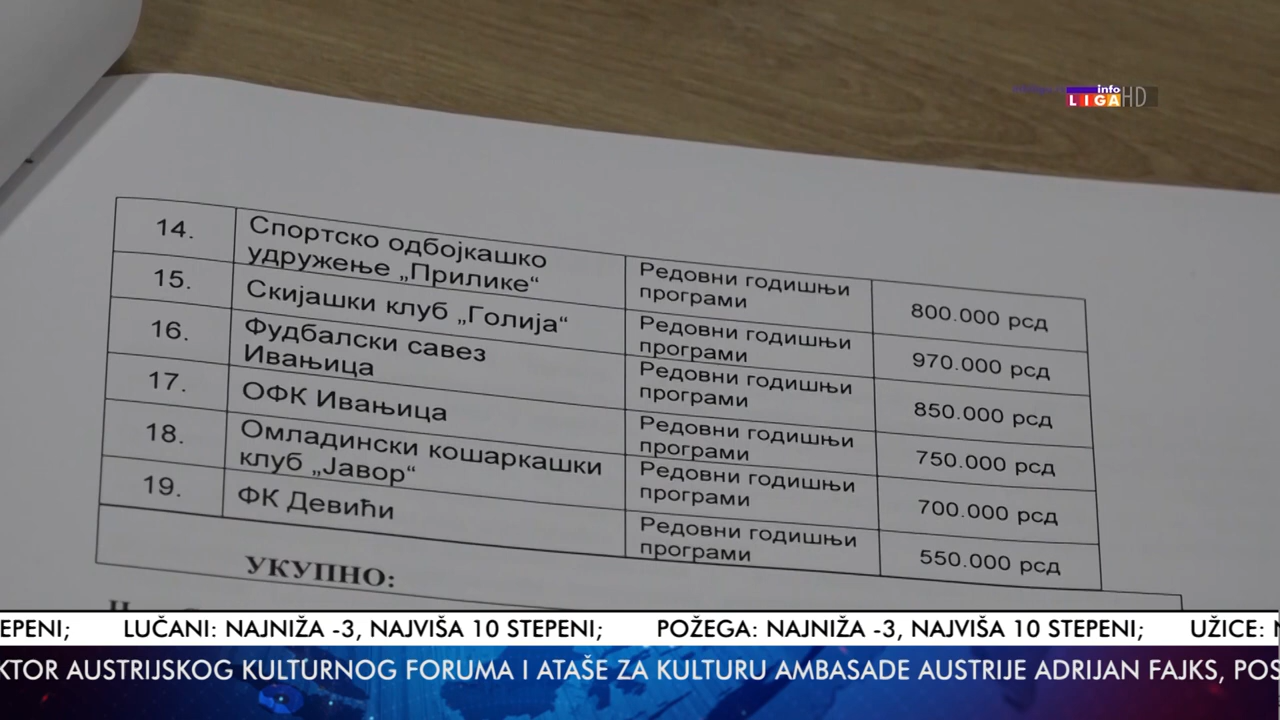 info
LIGA HD
14.
Спортско одбојкашко
удружење „Прилике“
Редовни годишњи
програми
800.000 рсд
15.
Скијашки клуб „Голија“
Редовни годишњи
програми
970.000 рсд
16.
Фудбалски савез
Ивањица
Редовни годишњи
програми
850.000 рсд
17.
ОФК Ивањица
Редовни годишњи
програми
750.000 рсд
18.
Омладински кошаркашки
клуб „Јавор“
Редовни годишњи
програми
700.000 рсд
19.
ФК Девићи
Редовни годишњи
програми
550.000 рсд
УКУПНО:
EPENI; LUČANI: NAJNIŽA -3, NAJVIŠA 10 STEPENI; POŽEGA: NAJNIŽA -3, NAJVIŠA 10 STEPENI; UŽICE:
KTOR AUSTRIJSKOG KULTURNOG FORUMA I ATAŠE ZA KULTURU AMBASADE AUSTRIJE ADRIJAN FAJKS, POS